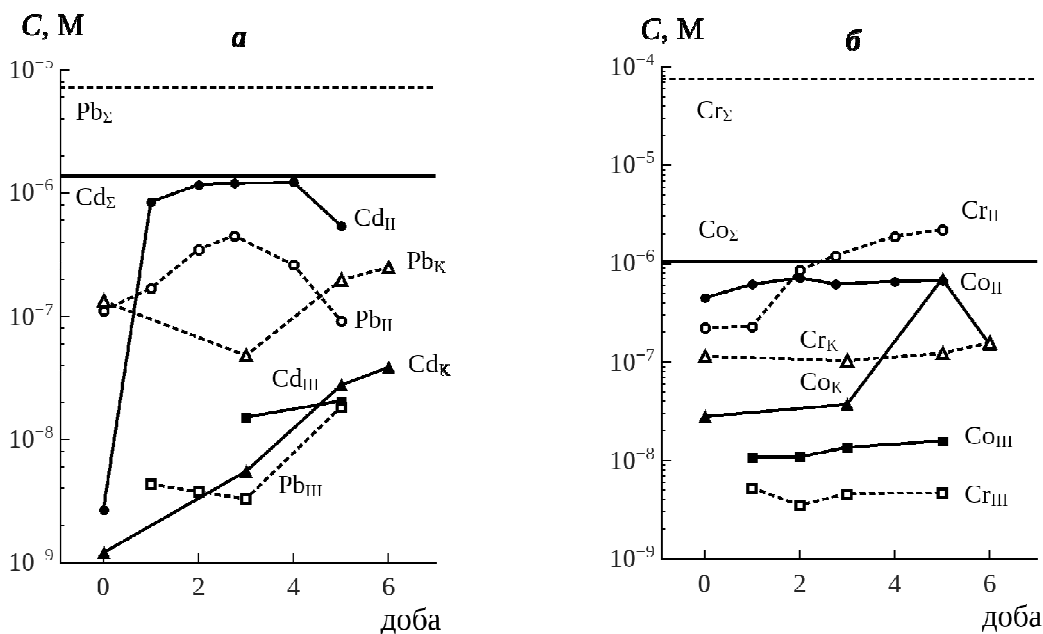 C, М
а
10⁻⁵
Pb_Σ
10⁻⁶
Cd_Σ
Cd_II
Pb_K
10⁻⁷
Pb_II
Cd_K
Cd_III
10⁻⁸
Pb_III
10⁻⁹
0 2 4 6
доба
C, М
б
10⁻⁴
Cr_Σ
10⁻⁵
Cr_II
Co_Σ
10⁻⁶
Co_II
Cr_K
10⁻⁷
Co_K
Co_III
10⁻⁸
Cr_III
10⁻⁹
0 2 4 6
доба